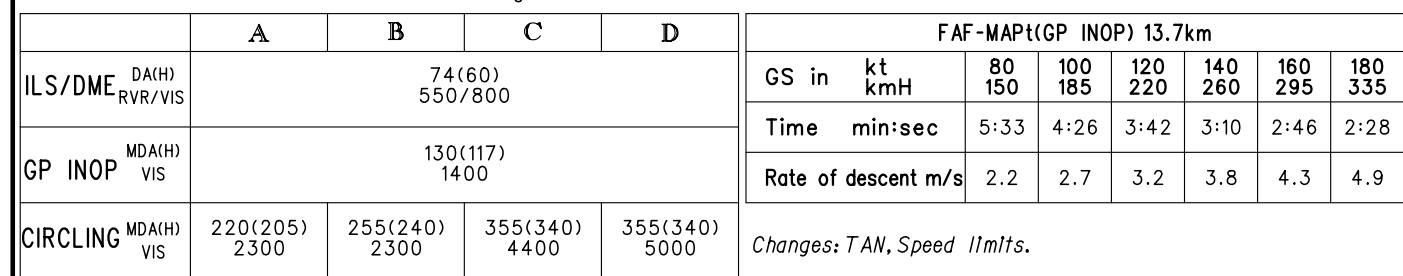 A B C D
ILS/DME DA(H) RVR/VIS 74(60) 550/800
GP INOP MDA(H) VIS 130(117) 1400
CIRCLING MDA(H) VIS 220(205) 2300 255(240) 2300 355(340) 4400 355(340) 5000
FAF-MAPt(GP INOP) 13.7km
GS in kt 80 100 120 140 160 180
kmH 150 185 220 260 295 335
Time min:sec 5:33 4:26 3:42 3:10 2:46 2:28
Rate of descent m/s 2.2 2.7 3.2 3.8 4.3 4.9
Changes: TAN, Speed limits.